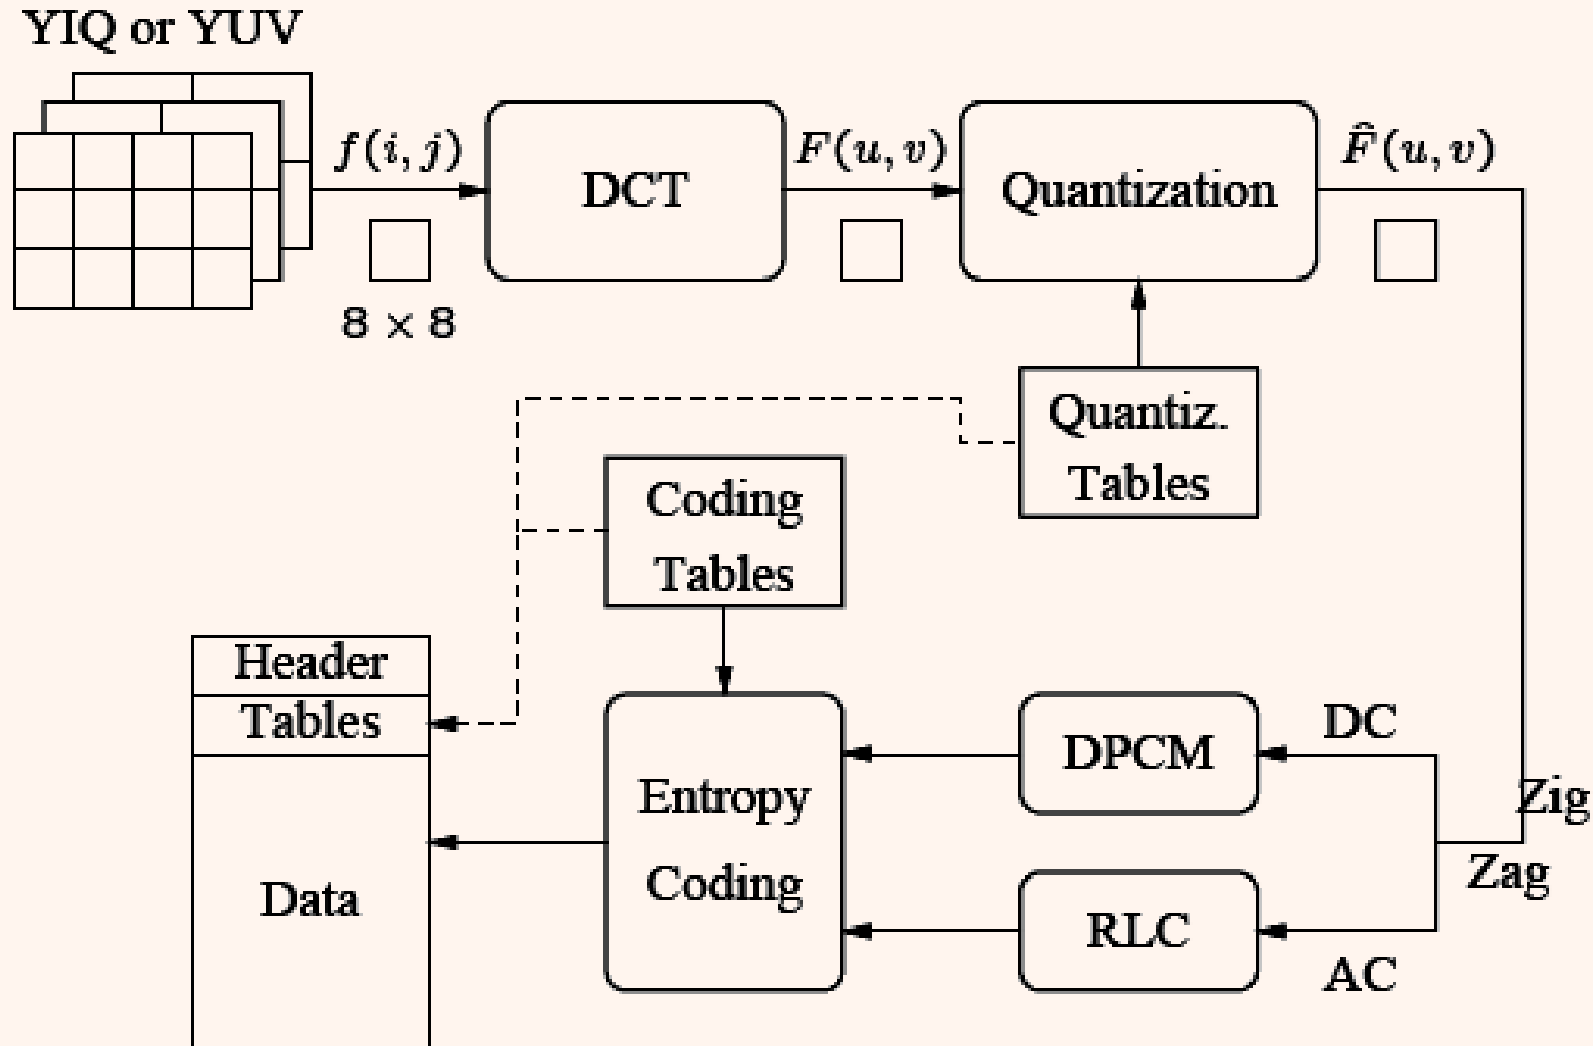 YIQ or YUV
f(i, j)
8 × 8
DCT
F(u, v)
Quantization
F̂(u, v)
Quantiz.
Tables
Coding
Tables
Header
Tables
Data
Entropy
Coding
DPCM
RLC
DC
AC
Zig
Zag